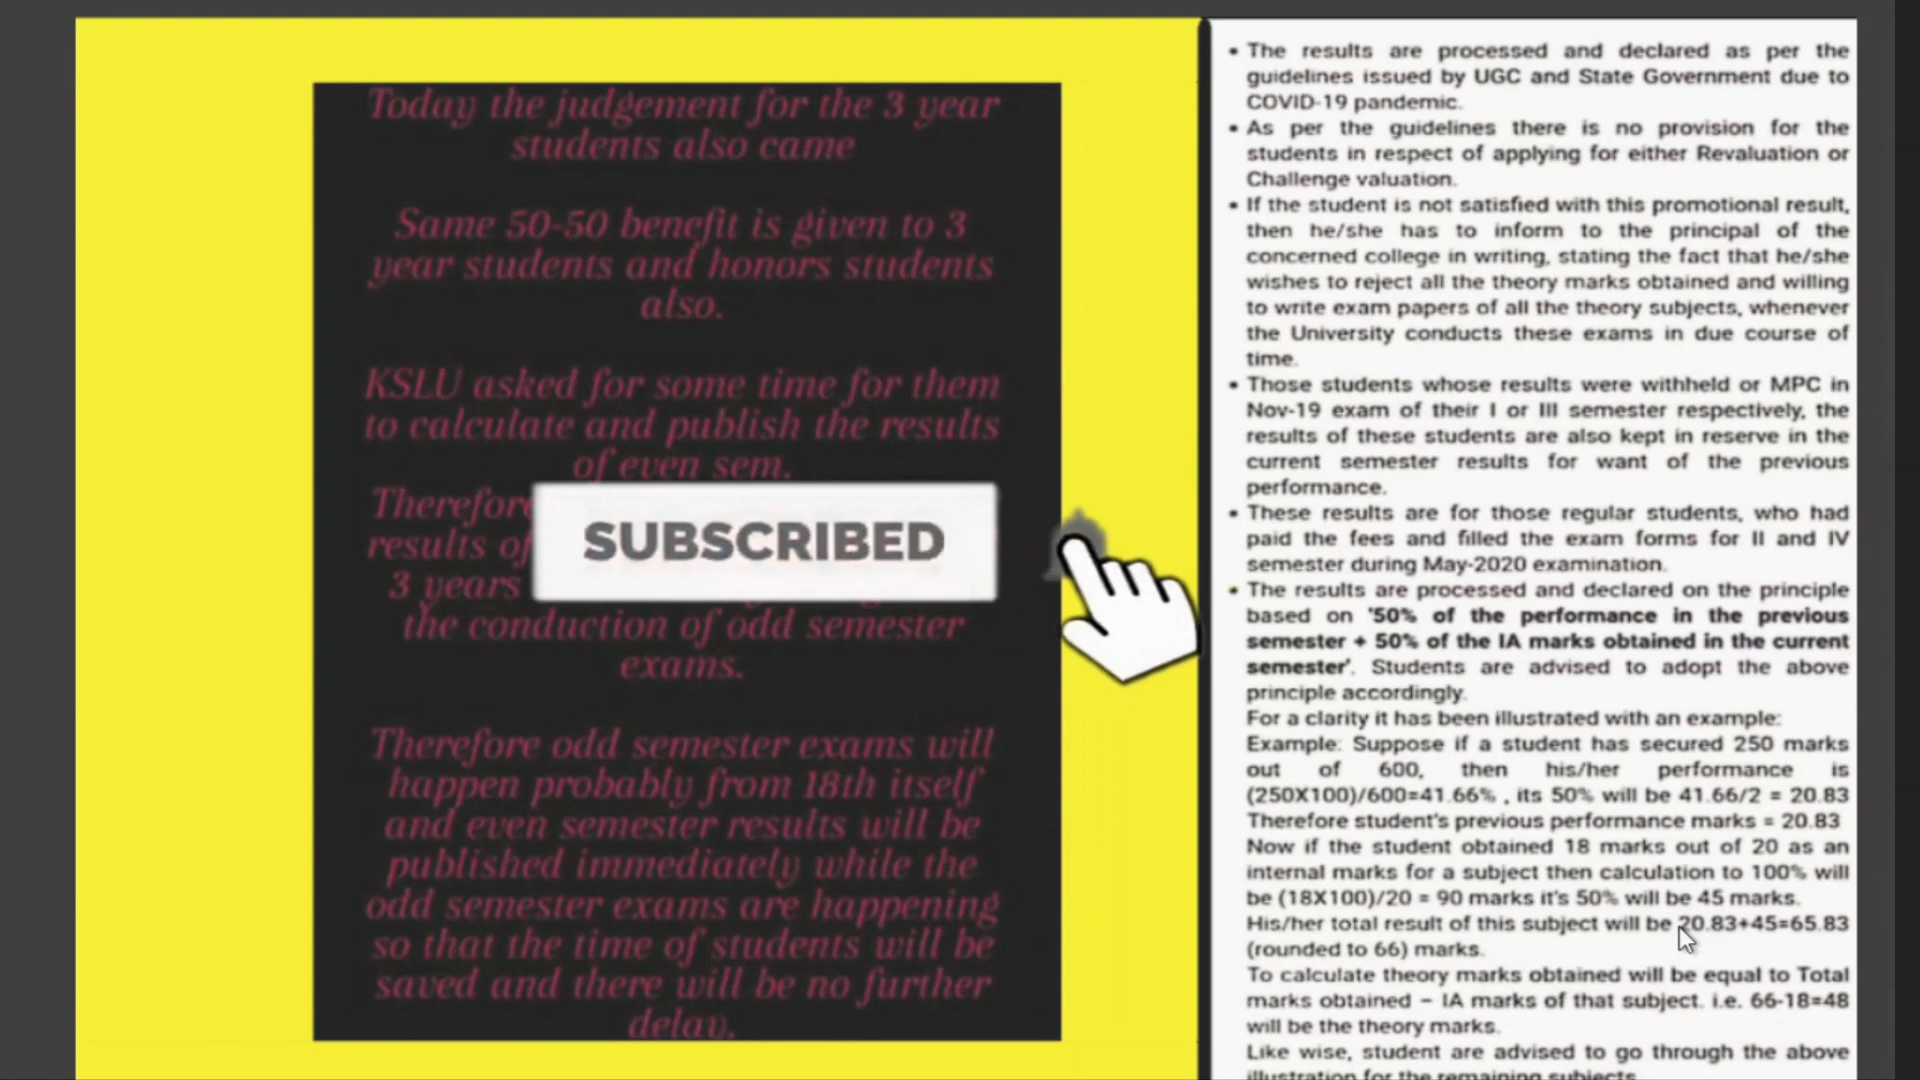 Today the judgement for the 3 year
students also came
Same 50-50 benefit is given to 3
year students and honors students
also.
KSLU asked for some time for them
to calculate and publish the results
of even sem.
Therefore
results of
3 years
the conduction of odd semester
exams.
Therefore odd semester exams will
happen probably from 18th itself
and even semester results will be
published immediately while the
odd semester exams are happening
so that the time of students will be
saved and there will be no further
delay.
SUBSCRIBED
• The results are processed and declared as per the
guidelines issued by UGC and State Government due to
COVID-19 pandemic.
• As per the guidelines there is no provision for the
students in respect of applying for either Revaluation or
Challenge valuation.
• If the student is not satisfied with this promotional result,
then he/she has to inform to the principal of the
concerned college in writing, stating the fact that he/she
wishes to reject all the theory marks obtained and willing
to write exam papers of all the theory subjects, whenever
the University conducts these exams in due course of
time.
• Those students whose results were withheld or MPC in
Nov-19 exam of their I or III semester respectively, the
results of these students are also kept in reserve in the
current semester results for want of the previous
performance.
• These results are for those regular students, who had
paid the fees and filled the exam forms for II and IV
semester during May-2020 examination.
• The results are processed and declared on the principle
based on '50% of the performance in the previous
semester + 50% of the IA marks obtained in the current
semester'. Students are advised to adopt the above
principle accordingly.
For a clarity it has been illustrated with an example:
Example: Suppose if a student has secured 250 marks
out of 600, then his/her performance is
(250X100)/600=41.66% , its 50% will be 41.66/2 = 20.83
Therefore student's previous performance marks = 20.83
Now if the student obtained 18 marks out of 20 as an
internal marks for a subject then calculation to 100% will
be (18X100)/20 = 90 marks it's 50% will be 45 marks.
His/her total result of this subject will be 20.83+45=65.83
(rounded to 66) marks.
To calculate theory marks obtained will be equal to Total
marks obtained – IA marks of that subject. i.e. 66-18=48
will be the theory marks.
Like wise, student are advised to go through the above
illustration for the remaining subjects